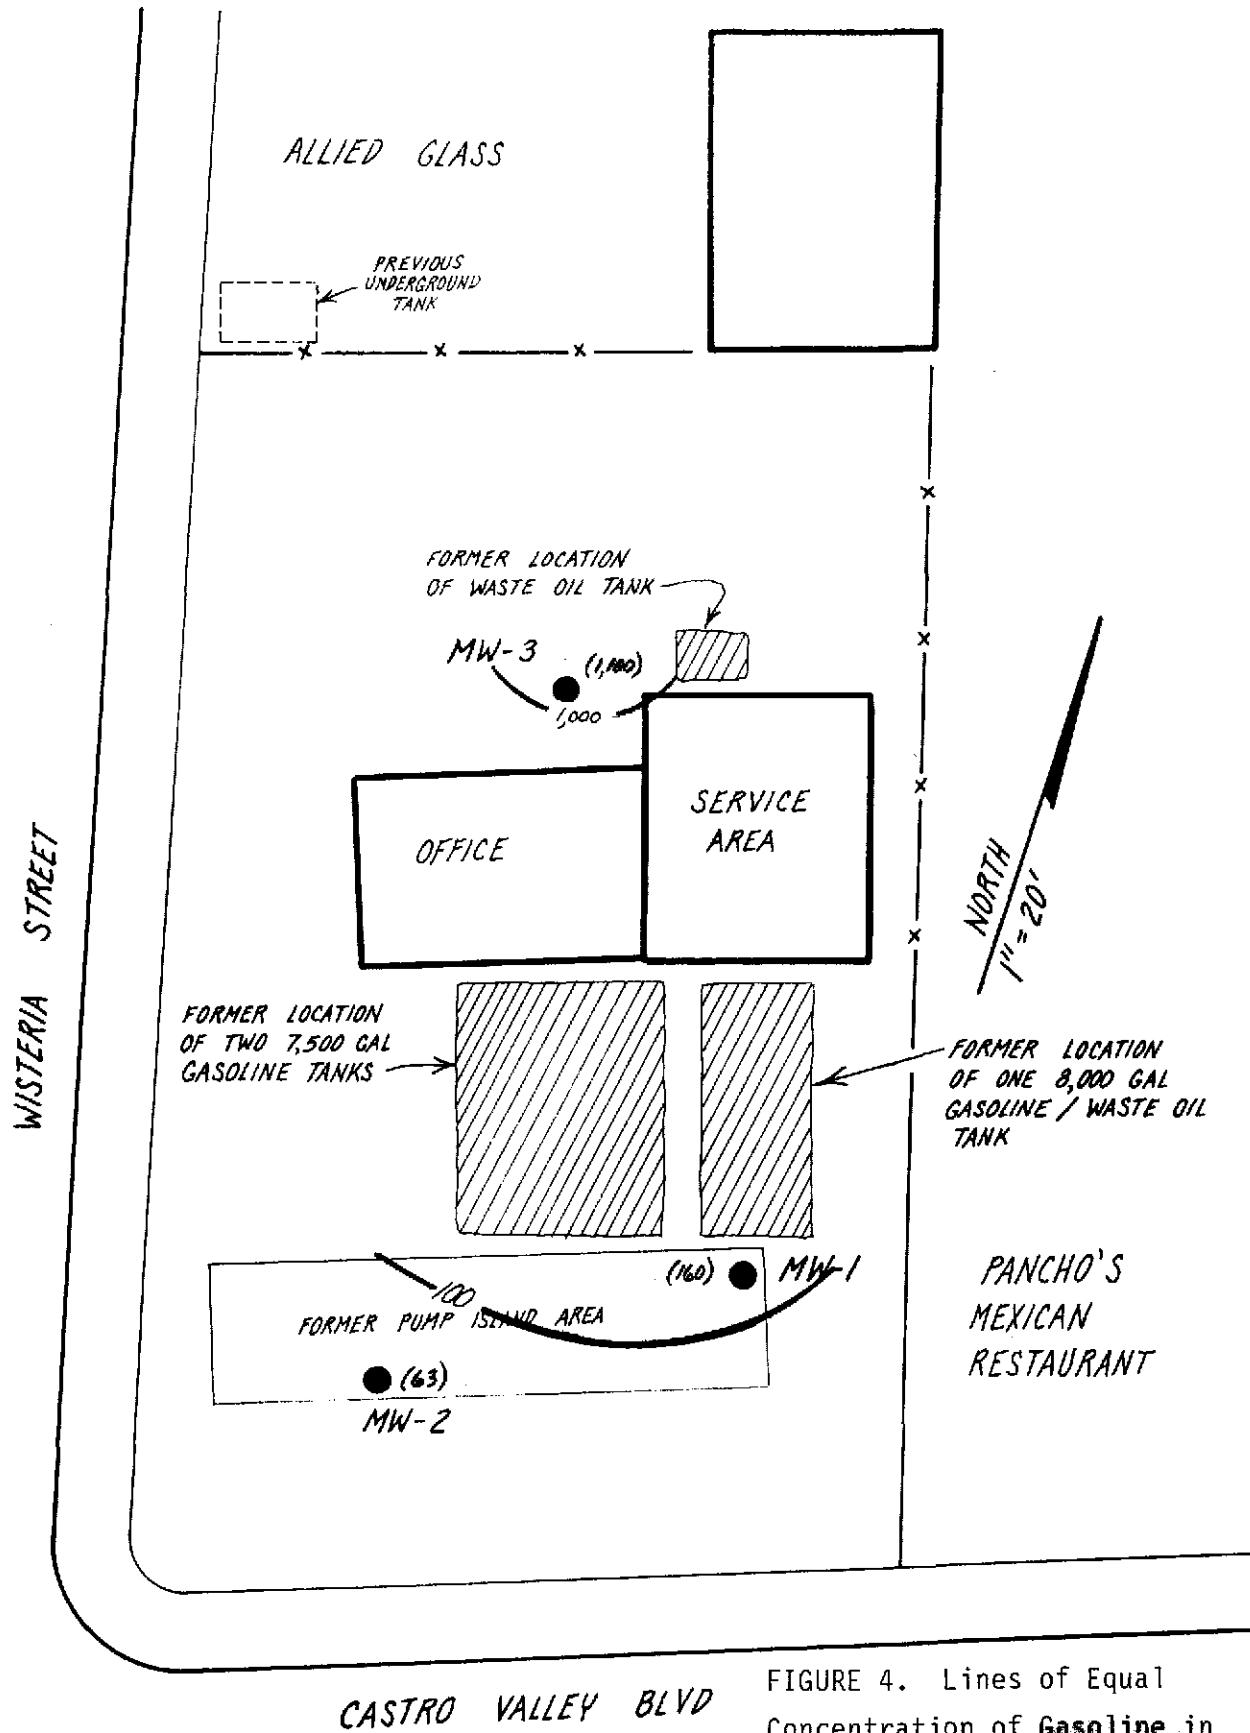 ALLIED GLASS
PREVIOUS
UNDERGROUND
TANK
FORMER LOCATION
OF WASTE OIL TANK
MW-3
1,000
OFFICE
SERVICE
AREA
NORTH
1" = 20'
WISTERIA STREET
FORMER LOCATION
OF TWO 7,500 GAL
GASOLINE TANKS
FORMER LOCATION
OF ONE 8,000 GAL
GASOLINE / WASTE OIL
TANK
(160)
MW-1
100
FORMER PUMP ISLAND AREA
(63)
MW-2
PANCHO'S
MEXICAN
RESTAURANT
CASTRO VALLEY BLVD
FIGURE 4. Lines of Equal
Concentration of Gasoline in